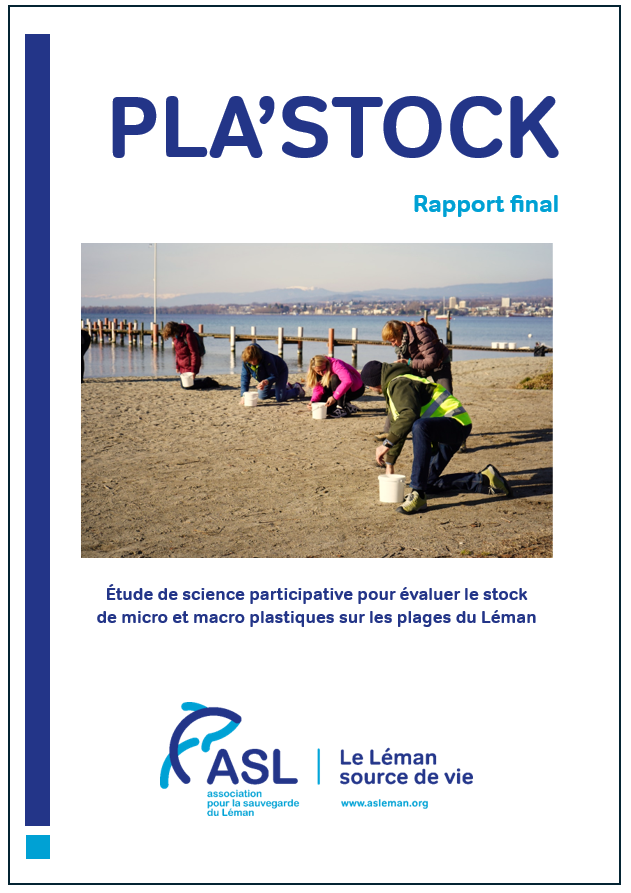 PLA'STOCK
Rapport final
Étude de science participative pour évaluer le stock
de micro et macro plastiques sur les plages du Léman
ASL
association
pour la sauvegarde
du Léman
Le Léman
source de vie
www.asleman.org